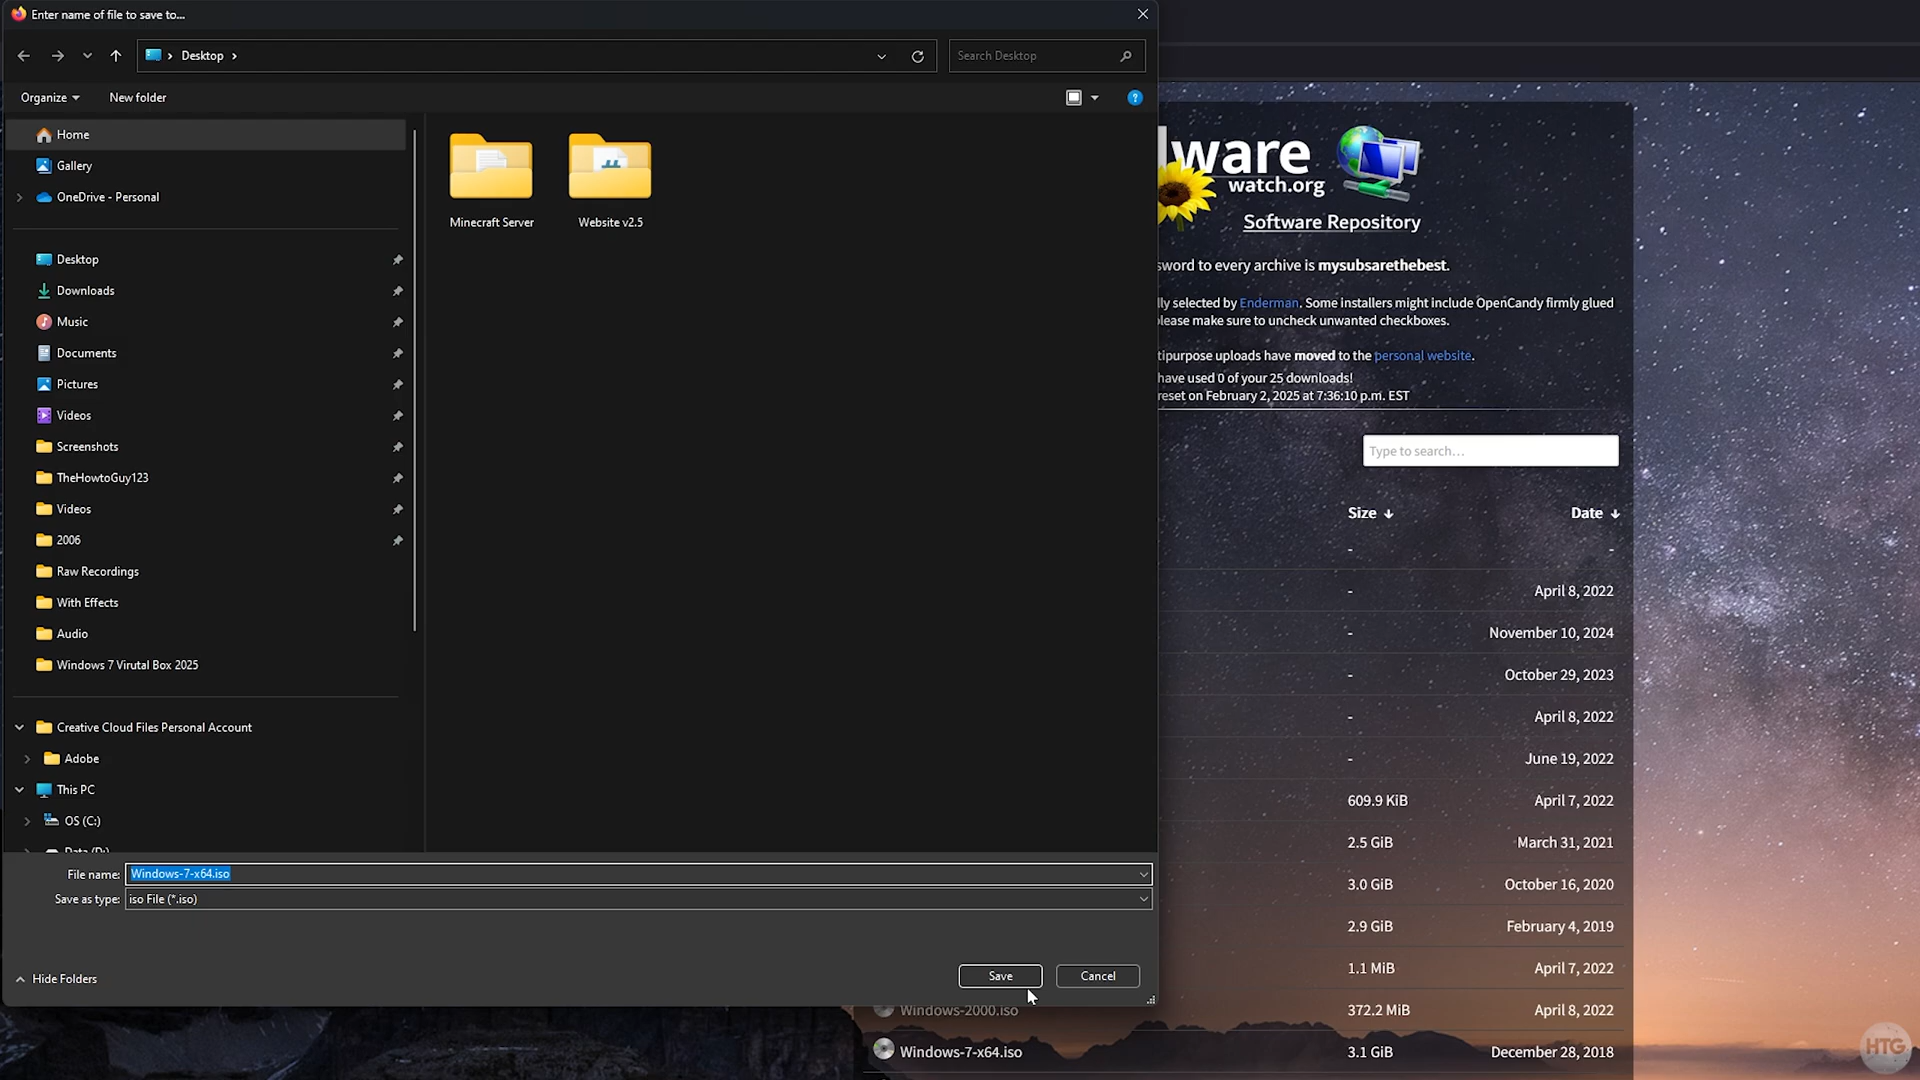 Enter name of file to save to...
Desktop
Search Desktop
Organize
New folder
?
Home
Gallery
OneDrive - Personal
Desktop
Downloads
Music
Documents
Pictures
Videos
Screenshots
TheHowtoGuy123
Videos
2006
Raw Recordings
With Effects
Audio
Windows 7 Virutal Box 2025
Creative Cloud Files Personal Account
Adobe
This PC
OS (C:)
Data (D:)
Minecraft Server
Website v2.5
File name: Windows-7-x64.iso
Save as type: iso File (*.iso)
Hide Folders
Save
Cancel
ware
watch.org
Software Repository
sword to every archive is mysubsarethebest.
lly selected by Enderman. Some installers might include OpenCandy firmly glued
please make sure to uncheck unwanted checkboxes.
tipurpose uploads have moved to the personal website.
have used 0 of your 25 downloads!
reset on February 2, 2025 at 7:36:10 p.m. EST
Type to search...
Size ↓ Date ↓
- -
- April 8, 2022
- November 10, 2024
- October 29, 2023
- April 8, 2022
- June 19, 2022
609.9 KiB April 7, 2022
2.5 GiB March 31, 2021
3.0 GiB October 16, 2020
2.9 GiB February 4, 2019
1.1 MiB April 7, 2022
Windows-2000.iso 372.2 MiB April 8, 2022
Windows-7-x64.iso 3.1 GiB December 28, 2018
HTG